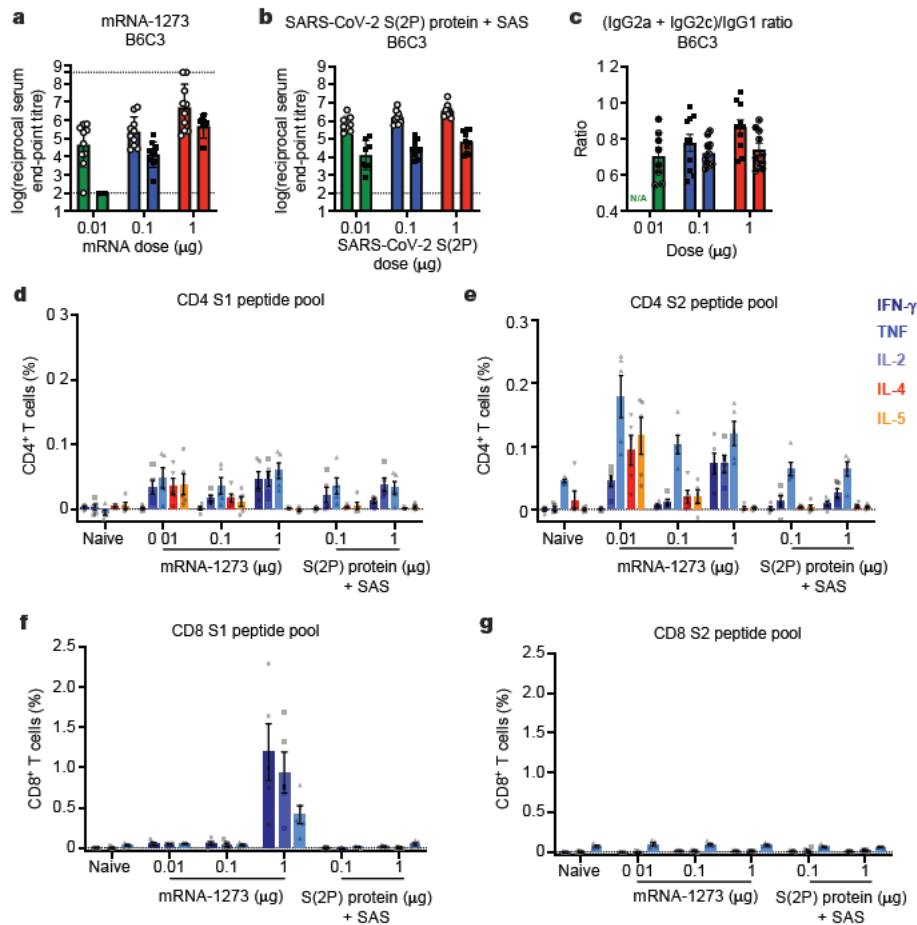 a
mRNA-1273
B6C3
log(reciprocal serum
end-point titre)
9
8
7
6
5
4
3
2
1
0.01
0.1
1
mRNA dose (µg)
b
SARS-CoV-2 S(2P) protein + SAS
B6C3
log(reciprocal serum
end-point titre)
9
8
7
6
5
4
3
2
1
0.01
0.1
1
SARS-CoV-2 S(2P)
dose (µg)
c
(IgG2a + IgG2c)/IgG1 ratio
B6C3
Ratio
1 2
1.0
0.8
0.6
0.4
N/A
0 01
0.1
1
Dose (µg)
d
CD4 S1 peptide pool
CD4+ T cells (%)
0 3
0.2
0.1
0
Naive
0 01
0.1
1
0.1
1
mRNA-1273 (µg)
S(2P) protein (µg)
+ SAS
e
CD4 S2 peptide pool
CD4+ T cells (%)
0.3
0.2
0.1
0
Naive
0.01
0.1
1
0.1
1
mRNA-1273 (µg)
S(2P) protein (µg)
+ SAS
IFN-γ
TNF
IL-2
IL-4
IL-5
f
CD8 S1 peptide pool
CD8+ T cells (%)
2.5
2.0
1.5
1.0
0.5
0
Naive
0.01
0.1
1
0.1
1
mRNA-1273 (µg)
S(2P) protein (µg)
+ SAS
g
CD8 S2 peptide pool
CD8+ T cells (%)
2.5
2.0
1.5
1.0
0.5
0
Naive
0 01
0.1
1
0.1
1
mRNA-1273 (µg)
S(2P) protein (µg)
+ SAS